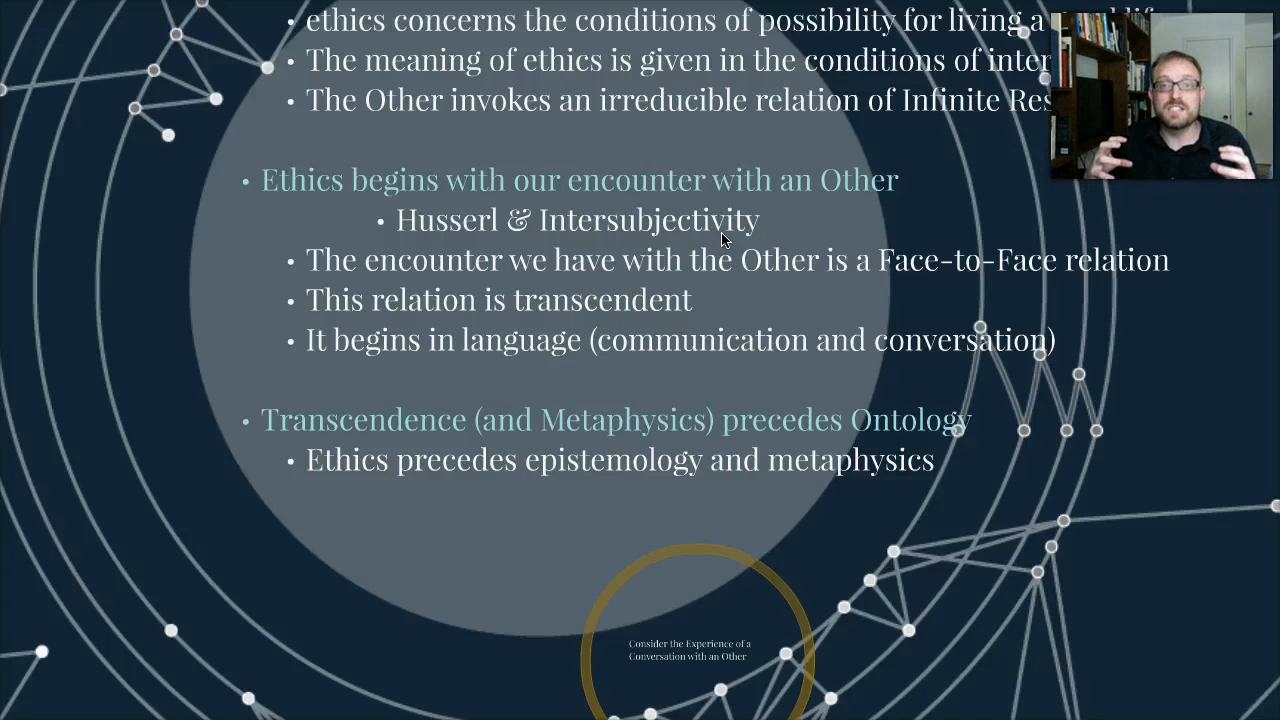 • ethics concerns the conditions of possibility for living a
• The meaning of ethics is given in the conditions of
• The Other invokes an irreducible relation of Infinite
• Ethics begins with our encounter with an Other
• Husserl & Intersubjectivity
• The encounter we have with the Other is a Face-to-Face relation
• This relation is transcendent
• It begins in language (communication and conversation)
• Transcendence (and Metaphysics) precedes Ontology
• Ethics precedes epistemology and metaphysics
Consider the Experience of a
Conversation with an Other